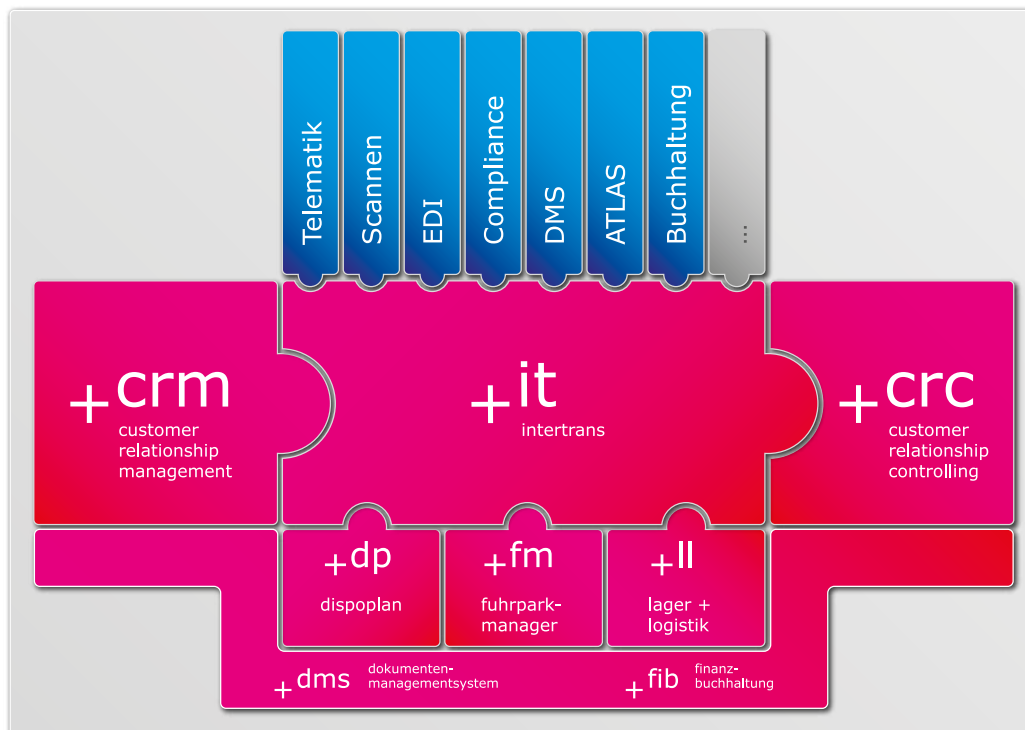 Telematik
Scannen
EDI
Compliance
DMS
ATLAS
Buchhaltung
...
+crm
customer
relationship
management
+it
intertrans
+crc
customer
relationship
controlling
+dp
dispoplan
+fm
fuhrpark-
manager
+ll
lager +
logistik
+dms
dokumenten-
managementsystem
+fib
finanz-
buchhaltung